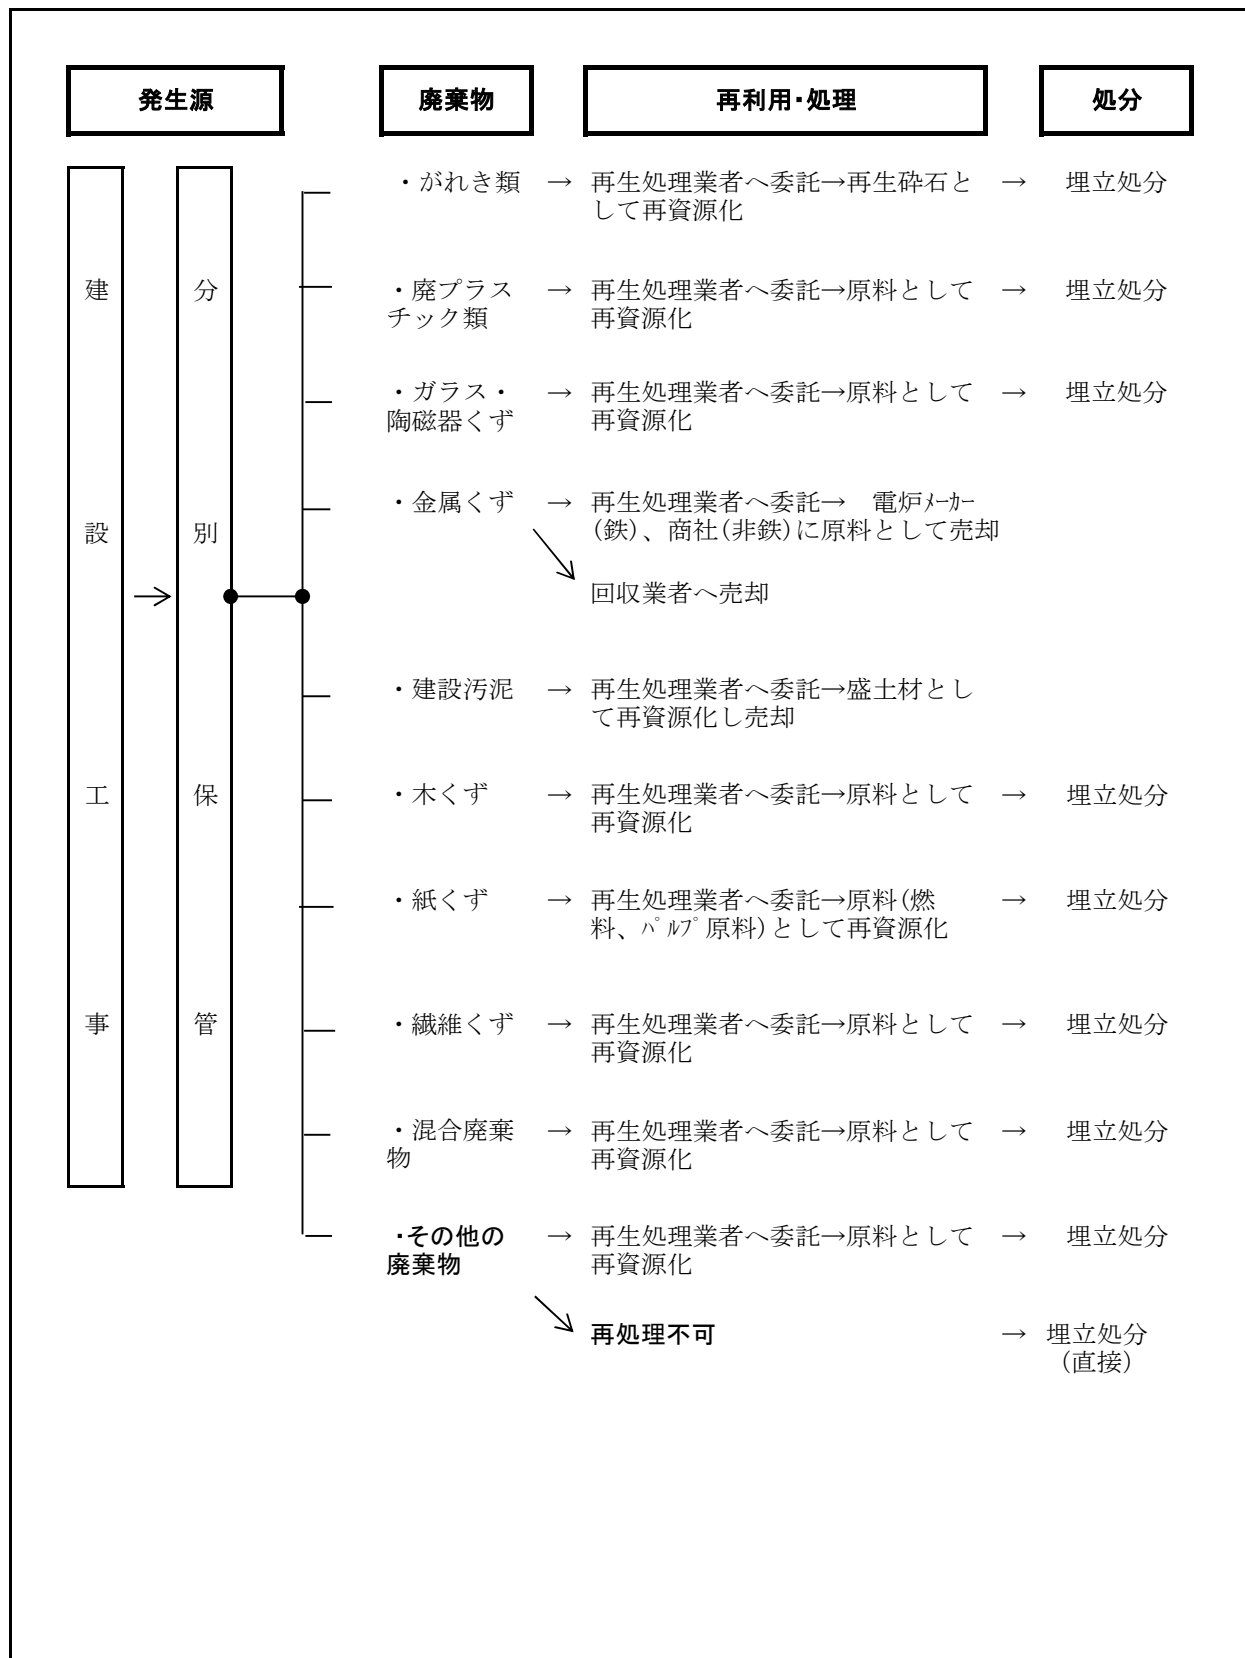 発生源
廃棄物
再利用・処理
処分
建設工事
分別保管
・がれき類 → 再生処理業者へ委託→再生砕石と → 埋立処分
して再資源化
・廃プラス → 再生処理業者へ委託→原料として → 埋立処分
チック類 再資源化
・ガラス・ → 再生処理業者へ委託→原料として → 埋立処分
陶磁器くず 再資源化
・金属くず → 再生処理業者へ委託→ 電炉ﾒｰｶｰ
(鉄)、商社(非鉄)に原料として売却
回収業者へ売却
・建設汚泥 → 再生処理業者へ委託→盛土材とし
て再資源化し売却
・木くず → 再生処理業者へ委託→原料として → 埋立処分
再資源化
・紙くず → 再生処理業者へ委託→原料(燃 → 埋立処分
料、ﾊﾟﾙﾌﾟ原料)として再資源化
・繊維くず → 再生処理業者へ委託→原料として → 埋立処分
再資源化
・混合廃棄 → 再生処理業者へ委託→原料として → 埋立処分
物 再資源化
・その他の → 再生処理業者へ委託→原料として → 埋立処分
廃棄物 再資源化
再処理不可 → 埋立処分
(直接)